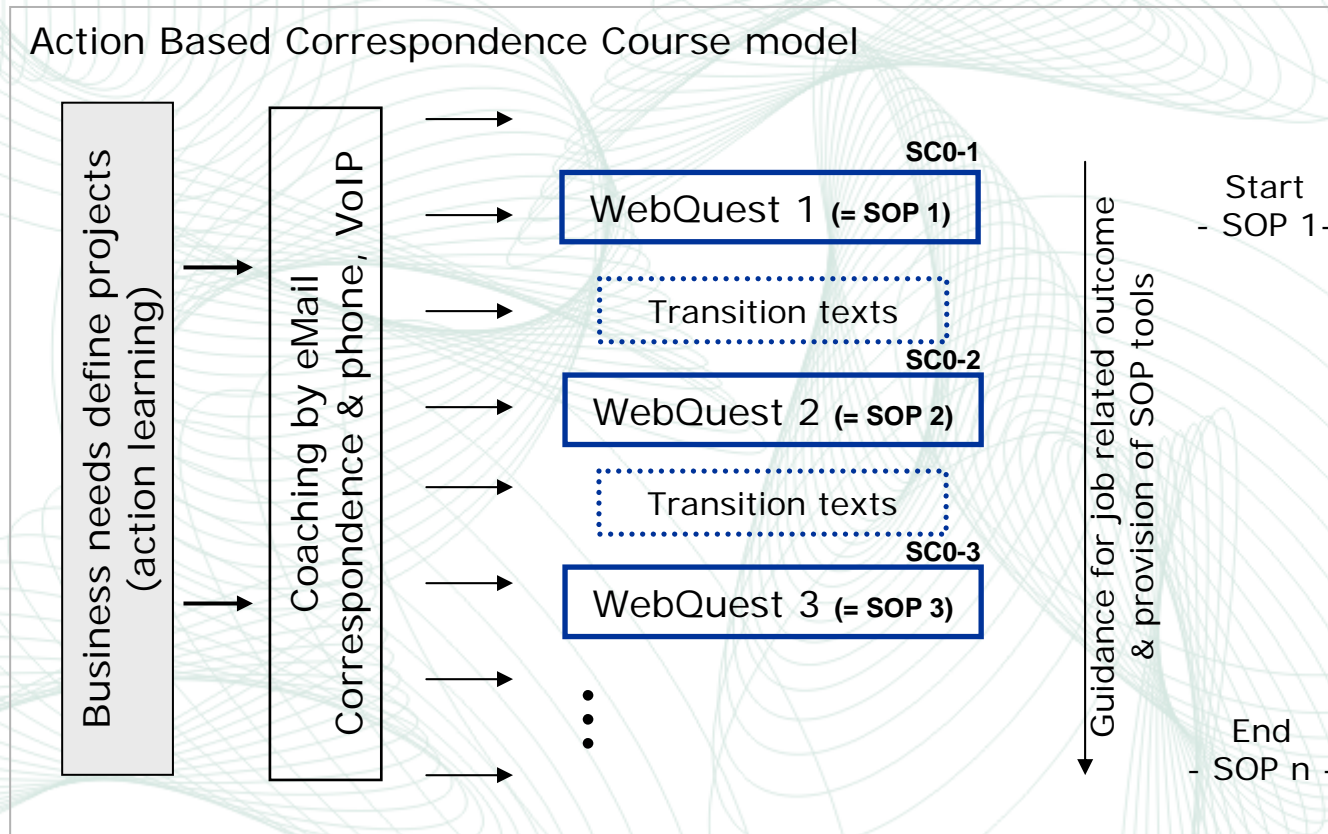 Action Based Correspondence Course model
Business needs define projects
(action learning)
Coaching by eMail
Correspondence & phone, VoIP
SC0-1
WebQuest 1 (= SOP 1)
Transition texts
SC0-2
WebQuest 2 (= SOP 2)
Transition texts
SC0-3
WebQuest 3 (= SOP 3)
Guidance for job related outcome
& provision of SOP tools
Start
- SOP 1-
End
- SOP n -